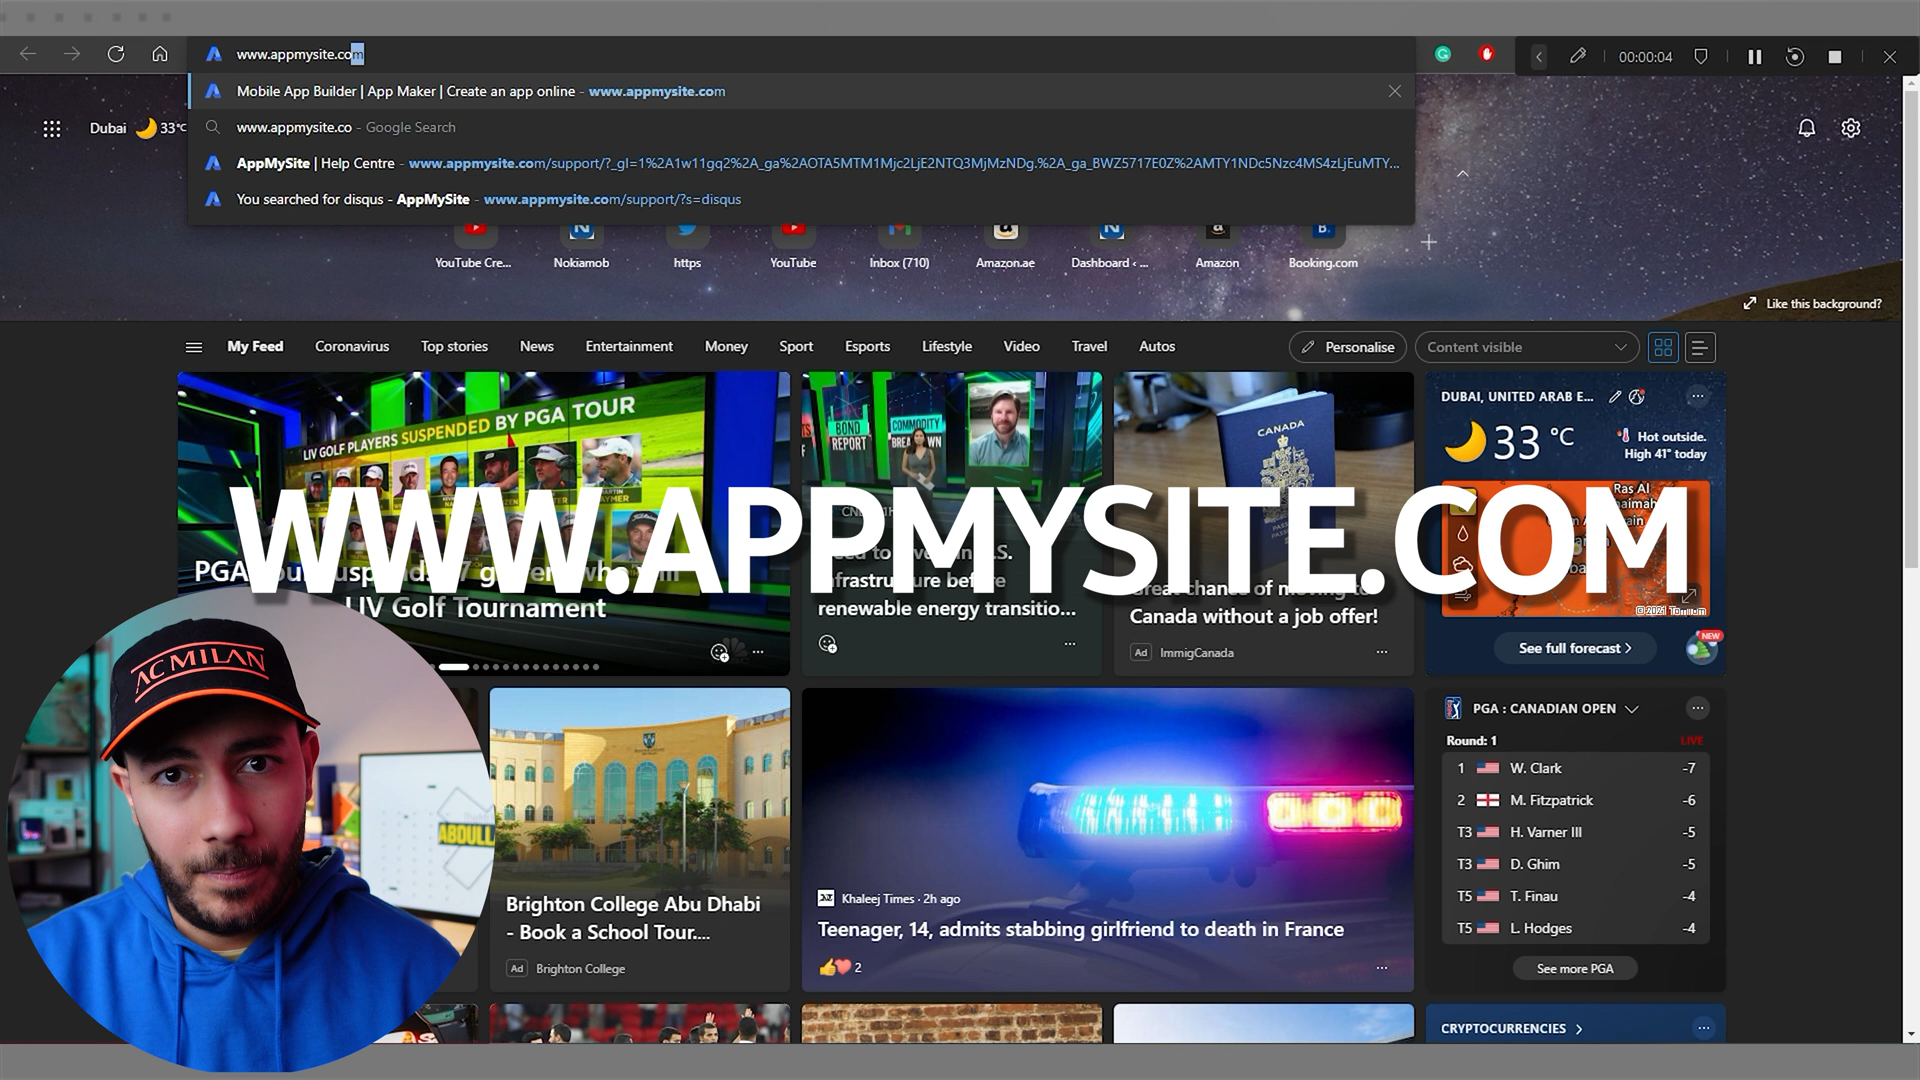 www.appmysite.com
00:00:04
Mobile App Builder | App Maker | Create an app online - www.appmysite.com
www.appmysite.co - Google Search
AppMySite | Help Centre - www.appmysite.com/support/?_gl=1%2A1w11gq2%2A_ga%2AOTA5MTM1Mjc2LjE2NTQ3MjMzNDg.%2A_ga_BWZ5717E0Z%2AMTY1NDc5Nzc4MS4zLjEuMTY...
You searched for disqus - AppMySite - www.appmysite.com/support/?s=disqus
Dubai 33°C
YouTube Cre... Nokiamob https YouTube Inbox (710) Amazon.ae Dashboard ‹ ... Amazon Booking.com
Like this background?
My Feed Coronavirus Top stories News Entertainment Money Sport Esports Lifestyle Video Travel Autos
Personalise Content visible
LIV GOLF PLAYERS SUSPENDED BY PGA TOUR
LIV Golf Tournament
BOND REPORT
COMMODITY
renewable energy transitio...
CANADA
Canada without a job offer!
Ad ImmigCanada
DUBAI, UNITED ARAB E...
33 °C
Hot outside.
High 41° today
Ras Al
See full forecast
NEW
WWW.APPMYSITE.COM
AC MILAN
ABDULL
Brighton College Abu Dhabi
- Book a School Tour....
Ad Brighton College
Khaleej Times · 2h ago
Teenager, 14, admits stabbing girlfriend to death in France
2
PGA : CANADIAN OPEN
Round: 1 LIVE
1 W. Clark -7
2 M. Fitzpatrick -6
T3 H. Varner III -5
T3 D. Ghim -5
T5 T. Finau -4
T5 L. Hodges -4
See more PGA
CRYPTOCURRENCIES